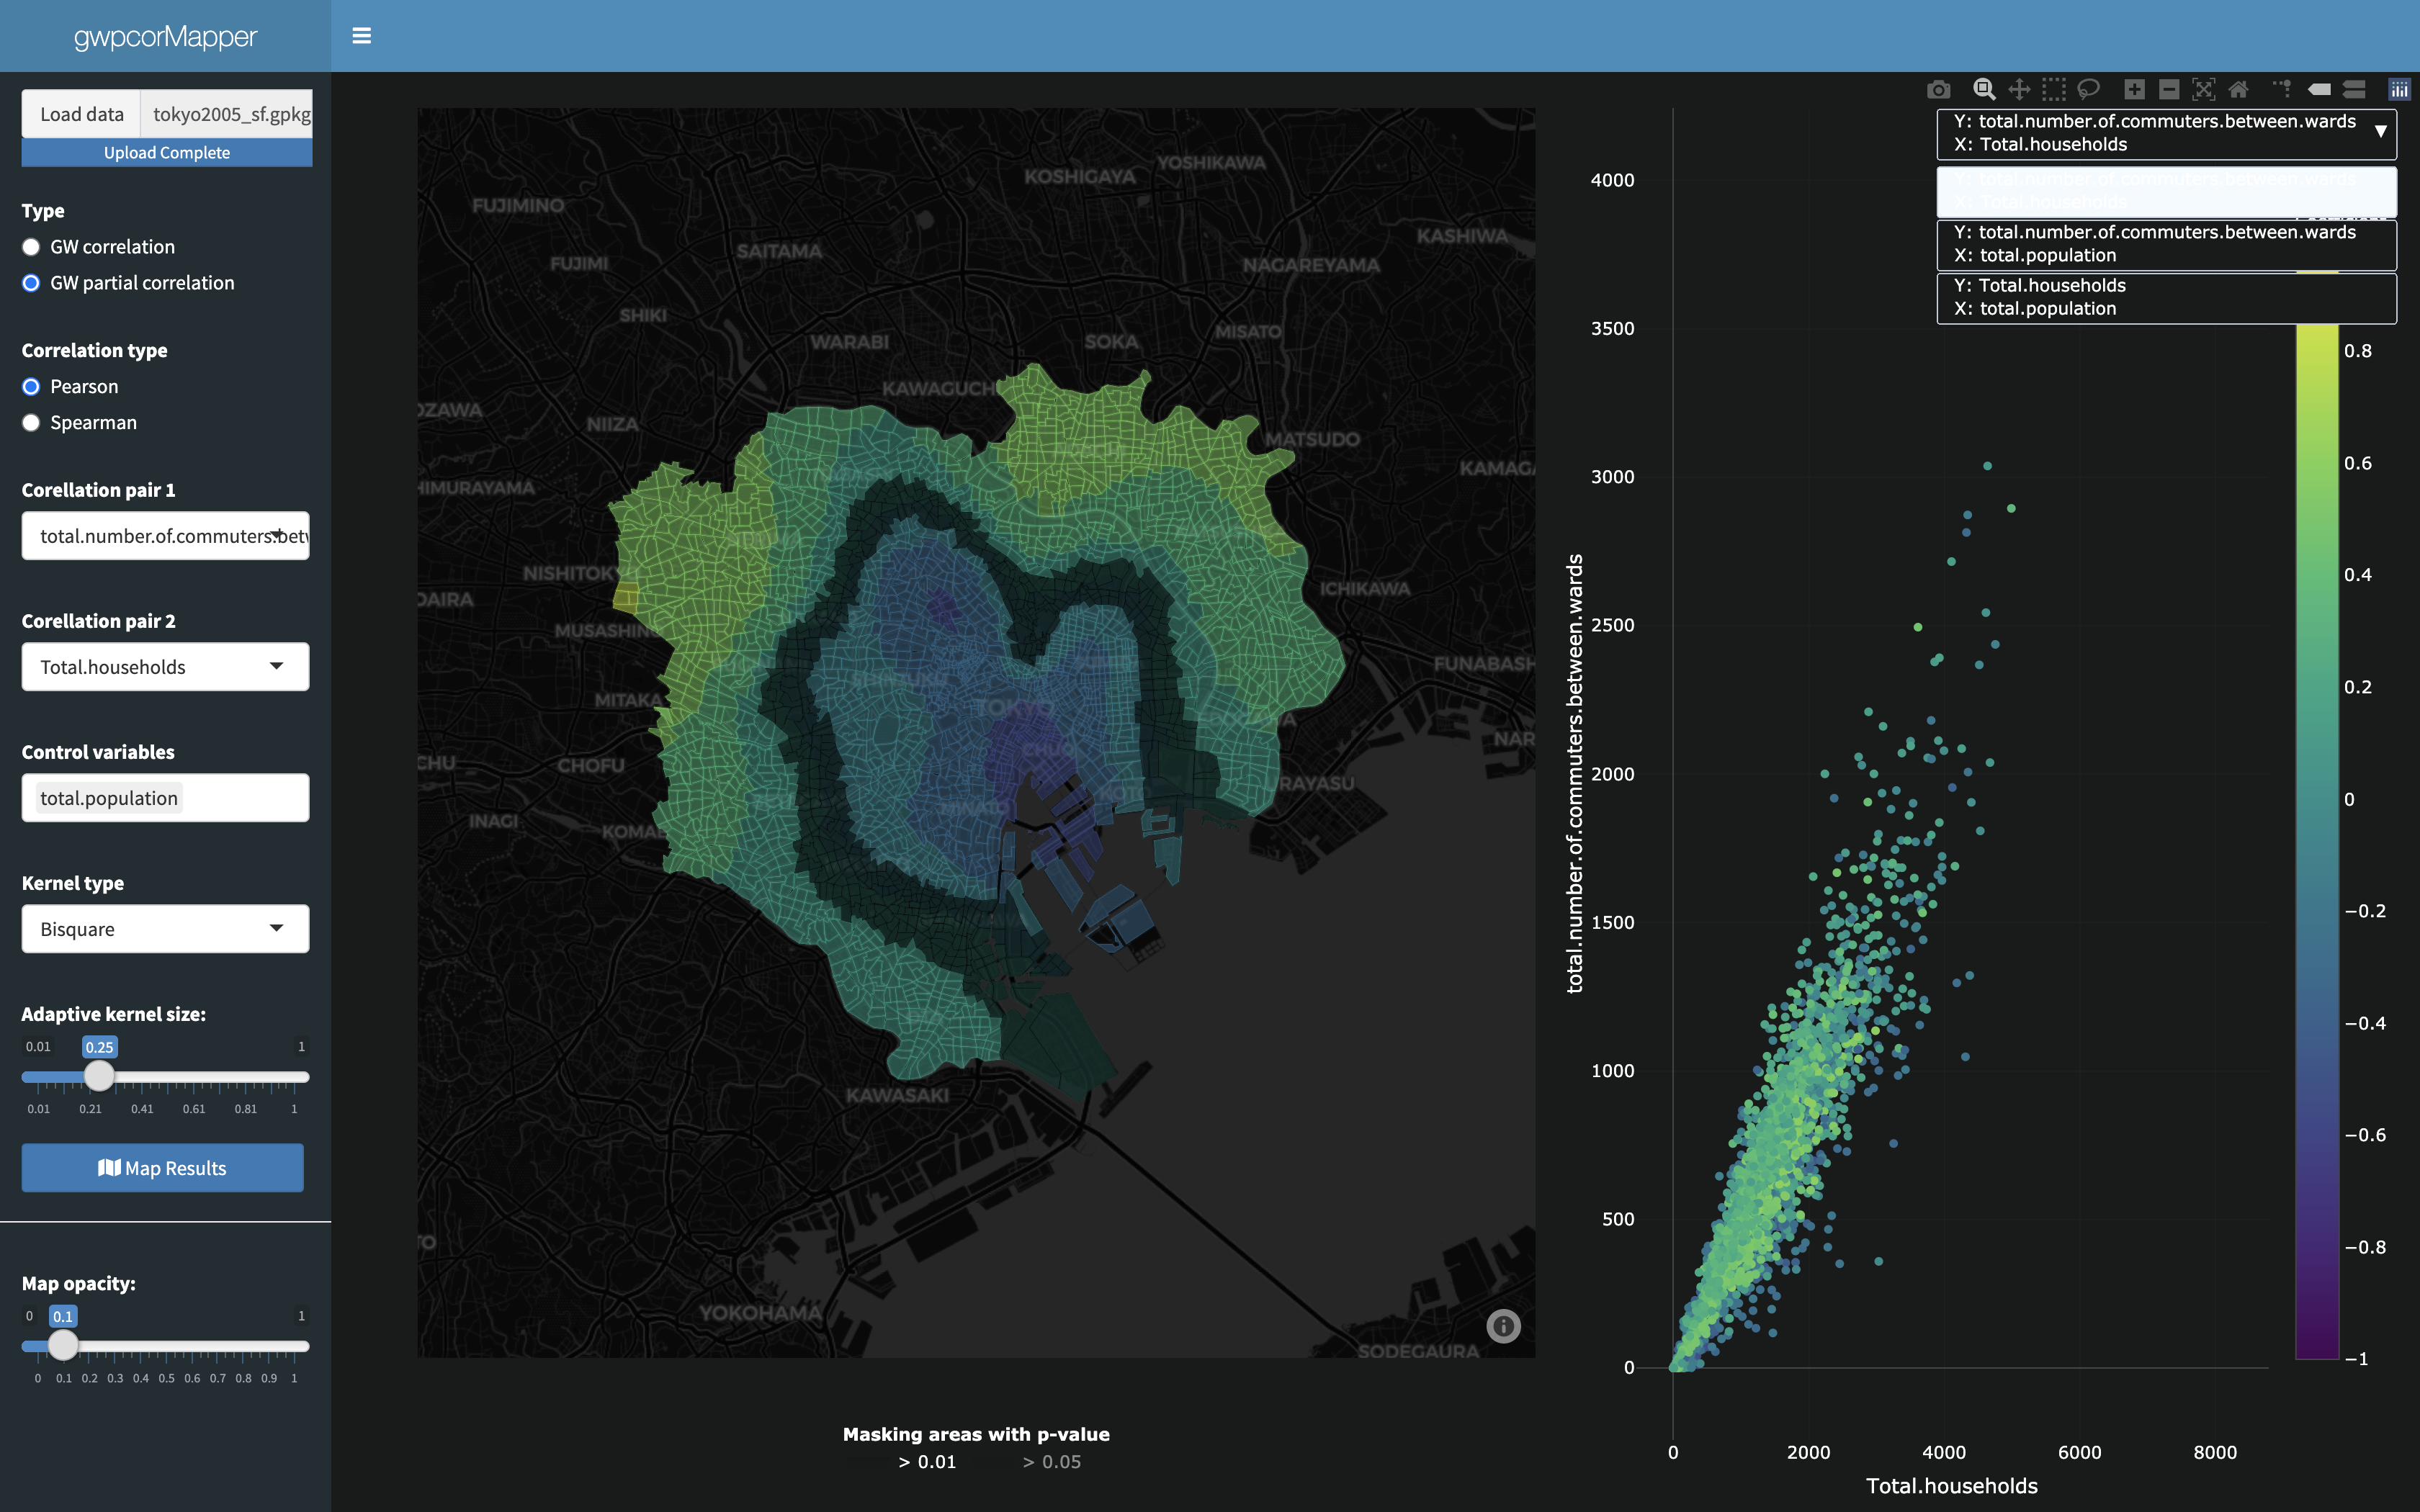 gwpcorMapper
Load data
tokyo2005_sf.gpkg
Upload Complete
Type
GW correlation
GW partial correlation
Correlation type
Pearson
Spearman
Corellation pair 1
total.number.of.commuters.betw
Corellation pair 2
Total.households
Control variables
total.population
Kernel type
Bisquare
Adaptive kernel size:
0.01
0.25
1
0.01 0.21 0.41 0.61 0.81 1
Map Results
Map opacity:
0
0.1
1
0 0.1 0.2 0.3 0.4 0.5 0.6 0.7 0.8 0.9 1
KOSHIGAYA
YOSHIKAWA
FUJIMINO
KASHIWA
SAITAMA
FUJIMI
NAGAREYAMA
SHIKI
MISATO
WARABI
SOKA
KAWAGUCH
OZAWA
NIIZA
MATSUDO
KAMAGA
HIMURAYAMA
NISHITOKY
ICHIKAWA
DAIRA
MUSASHINO
FUNABASH
MITAKA
TOKYO
NAR
CHUO
CHU
CHOFU
RAYASU
KOTO
INAGI
KOMAE
KAWASAKI
TO
YOKOHAMA
SODEGAURA
Masking areas with p-value
> 0.01
> 0.05
Y: total.number.of.commuters.between.wards
X: Total.households
Y: total.number.of.commuters.between.wards
X: Total.households
Y: total.number.of.commuters.between.wards
X: total.population
Y: Total.households
X: total.population
total.number.of.commuters.between.wards
4000
3500
3000
2500
2000
1500
1000
500
0
0 2000 4000 6000 8000
Total.households
0.8
0.6
0.4
0.2
0
−0.2
−0.4
−0.6
−0.8
−1